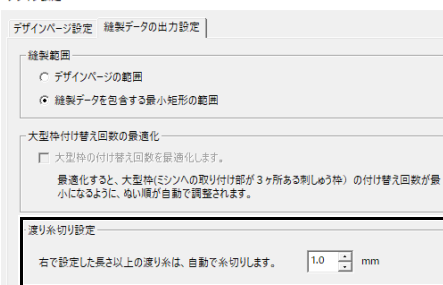 デザインページ設定 縫製データの出力設定
縫製範囲
デザインページの範囲
縫製データを包含する最小矩形の範囲
大型枠付け替え回数の最適化
大型枠の付け替え回数を最適化します。
最適化すると、大型枠(ミシンへの取り付け部が3ヶ所ある刺しゅう枠)の付け替え回数が最
小になるように、ぬい順が自動で調整されます。
渡り糸切り設定
右で設定した長さ以上の渡り糸は、自動で糸切りします。 1.0 mm